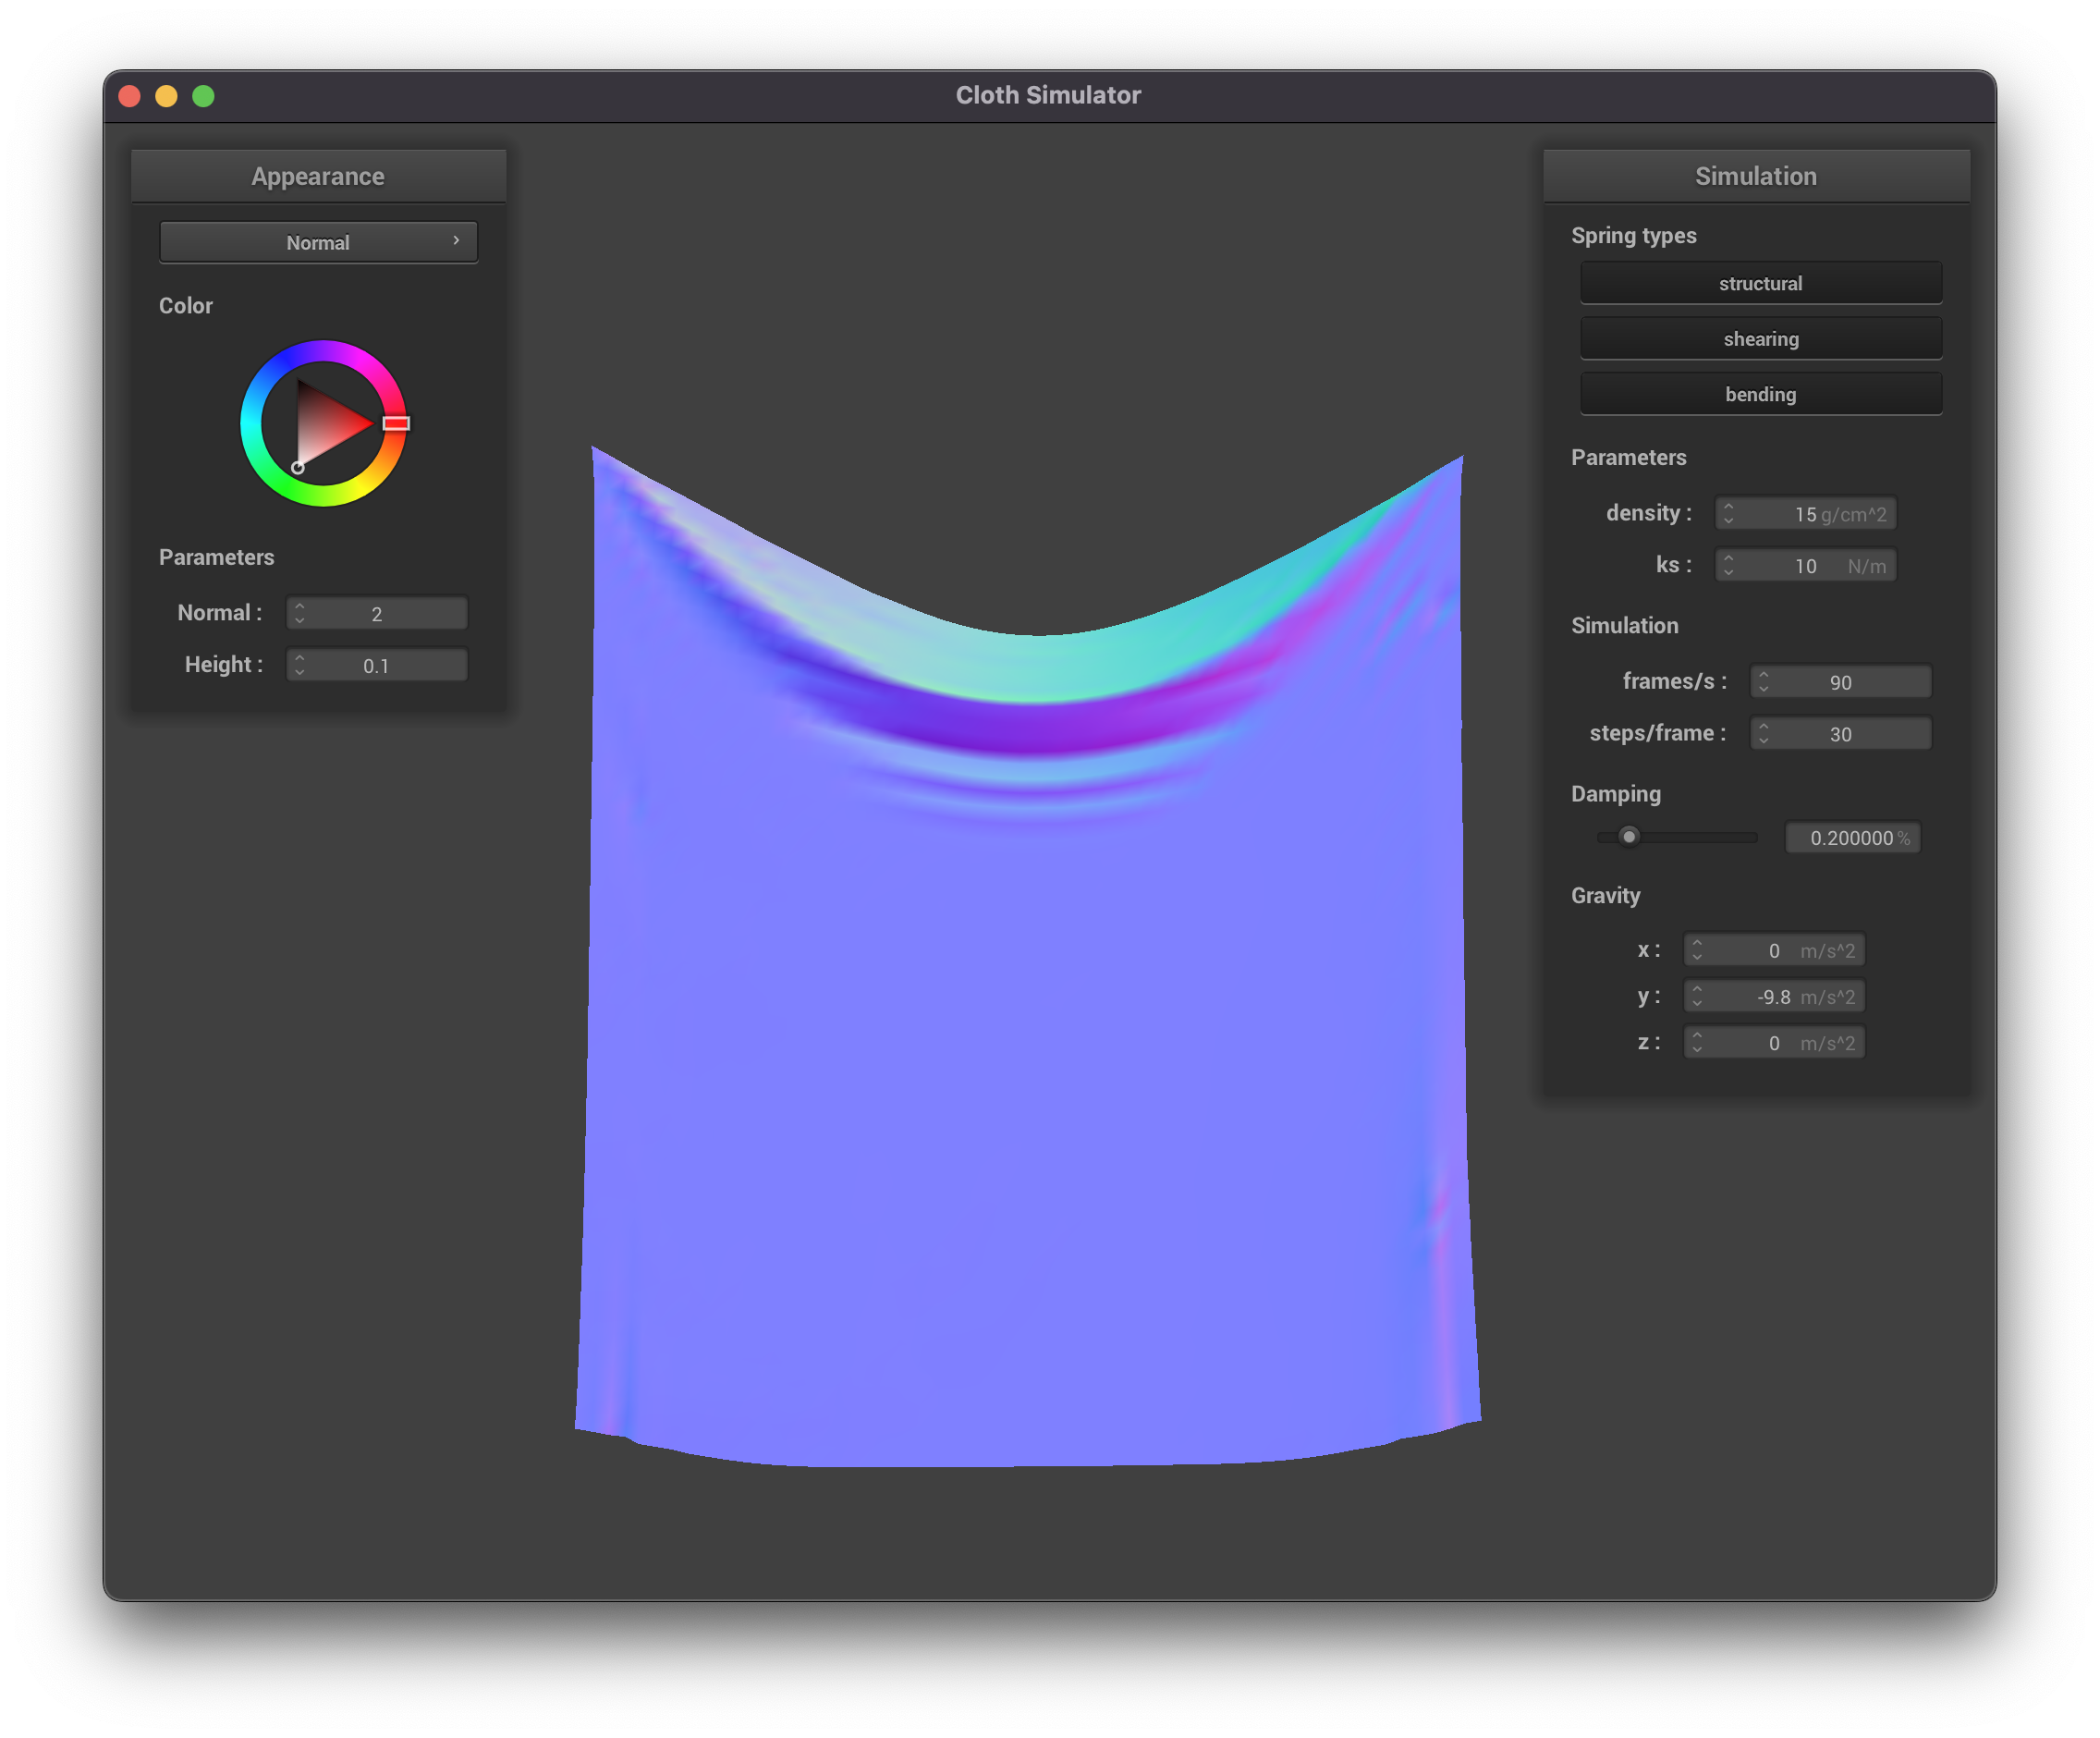 Cloth Simulator
Appearance
Normal
Color
Parameters
Normal : 2
Height : 0.1
Simulation
Spring types
structural
shearing
bending
Parameters
density : 15 g/cm^2
ks : 10 N/m
Simulation
frames/s : 90
steps/frame : 30
Damping
0.200000 %
Gravity
x : 0 m/s^2
y : -9.8 m/s^2
z : 0 m/s^2